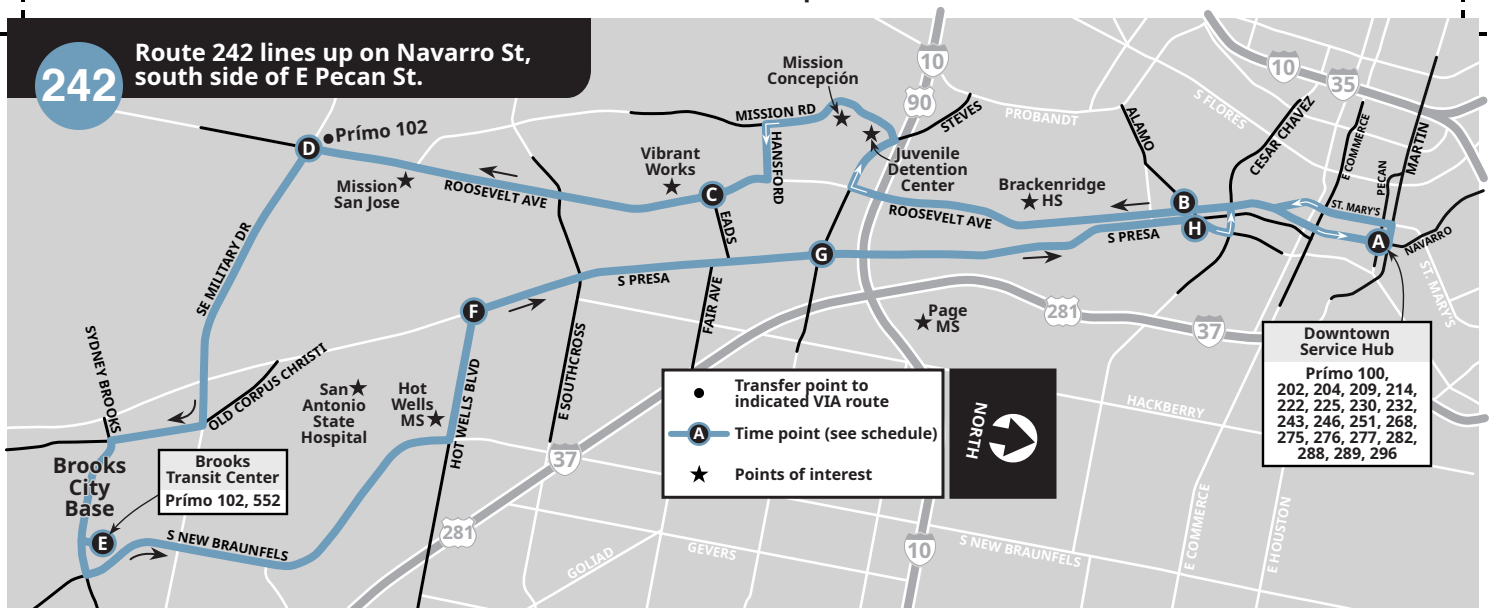 242
Route 242 lines up on Navarro St,
south side of E Pecan St.
D
Prímo 102
Mission
San Jose
ROOSEVELT AVE
Vibrant
Works
C
EADS
MISSION RD
HANSFORD
Mission
Concepción
10
90
STEVES
Juvenile
Detention
Center
PROBANDT
ALAMO
S FLORES
10
35
CESAR CHAVEZ
E COMMERCE
PECAN
MARTIN
Brackenridge
HS
ROOSEVELT AVE
B
H
S PRESA
ST. MARY'S
A
NAVARRO
ST. MARY'S
SE MILITARY DR
G
S PRESA
FAIR AVE
F
E SOUTHCROSS
HOT WELLS BLVD
281
37
Page
MS
Downtown
Service Hub
Prímo 100,
202, 204, 209, 214,
222, 225, 230, 232,
243, 246, 251, 268,
275, 276, 277, 282,
288, 289, 296
SYDNEY BROOKS
OLD CORPUS CHRISTI
San
Antonio
State
Hospital
Hot
Wells
MS
Transfer point to
indicated VIA route
A
Time point (see schedule)
Points of interest
NORTH
HACKBERRY
Brooks
City
Base
Brooks
Transit Center
Prímo 102, 552
E
S NEW BRAUNFELS
37
281
GOLIAD
GEVERS
10
S NEW BRAUNFELS
E COMMERCE
E HOUSTON